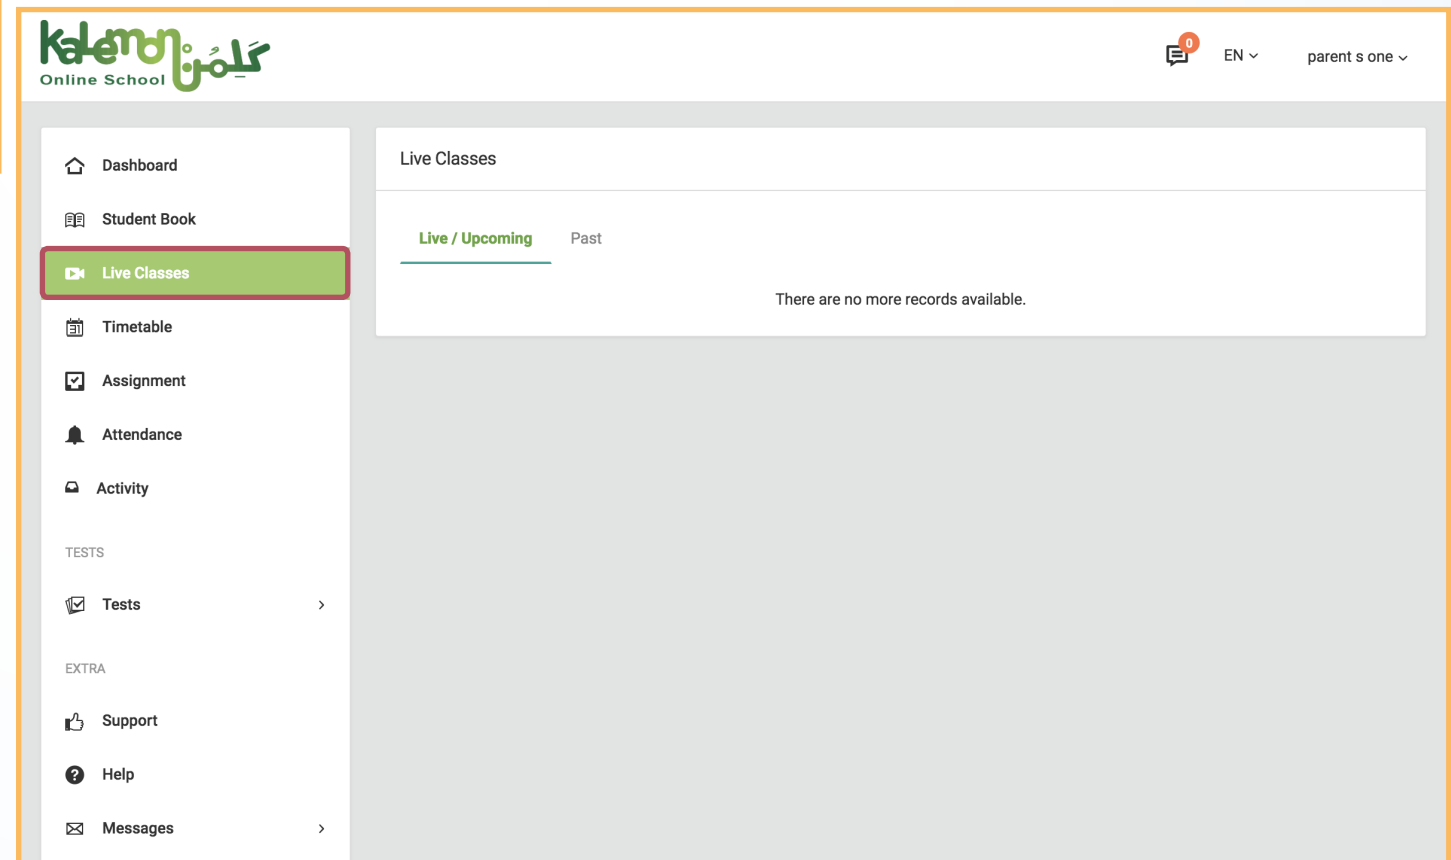 Kalemon كَلِمُن
Online School
0
EN
parent s one
Dashboard
Student Book
Live Classes
Timetable
31
Assignment
Attendance
Activity
TESTS
Tests
EXTRA
Support
Help
Messages
Live Classes
Live / Upcoming
Past
There are no more records available.